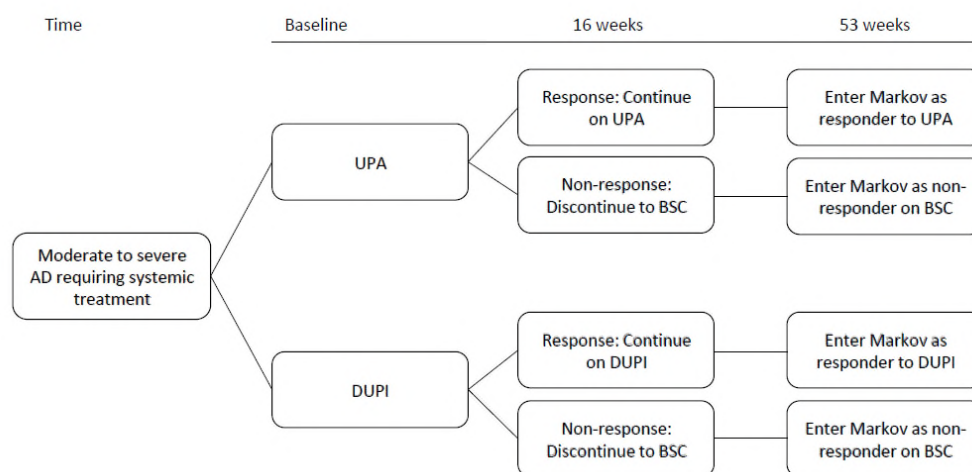 Time
Baseline
16 weeks
53 weeks
Moderate to severe
AD requiring systemic
treatment
UPA
Response: Continue
on UPA
Enter Markov as
responder to UPA
Non-response:
Discontinue to BSC
Enter Markov as non-
responder on BSC
DUPI
Response: Continue
on DUPI
Enter Markov as
responder to DUPI
Non-response:
Discontinue to BSC
Enter Markov as non-
responder on BSC